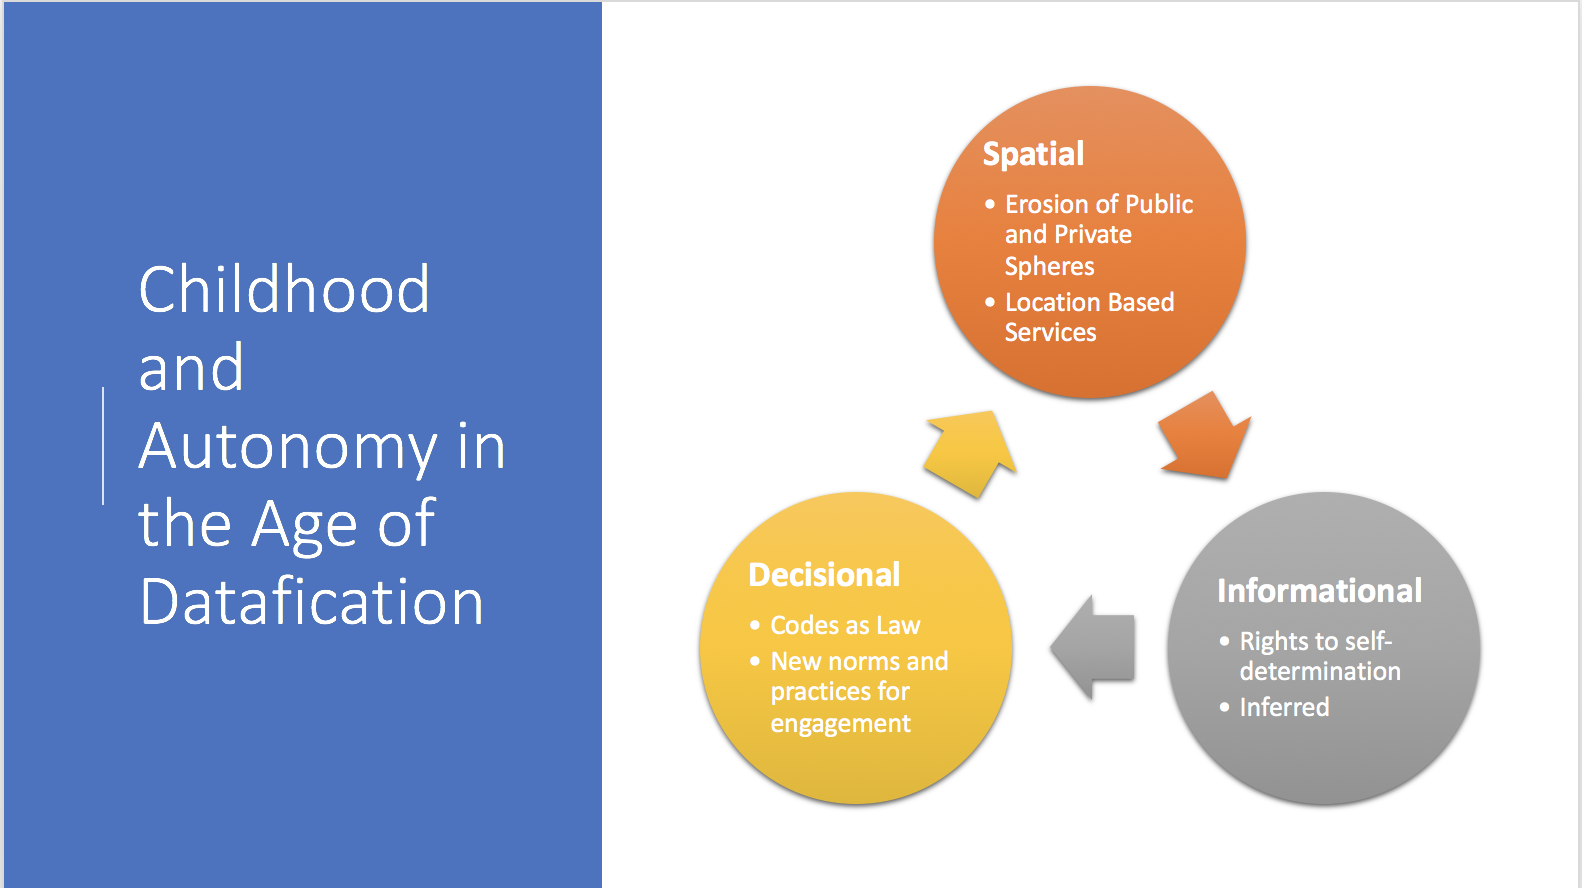 Childhood
and
Autonomy in
the Age of
Datafication
Spatial
• Erosion of Public
and Private
Spheres
• Location Based
Services
Informational
• Rights to self-
determination
• Inferred
Decisional
• Codes as Law
• New norms and
practices for
engagement